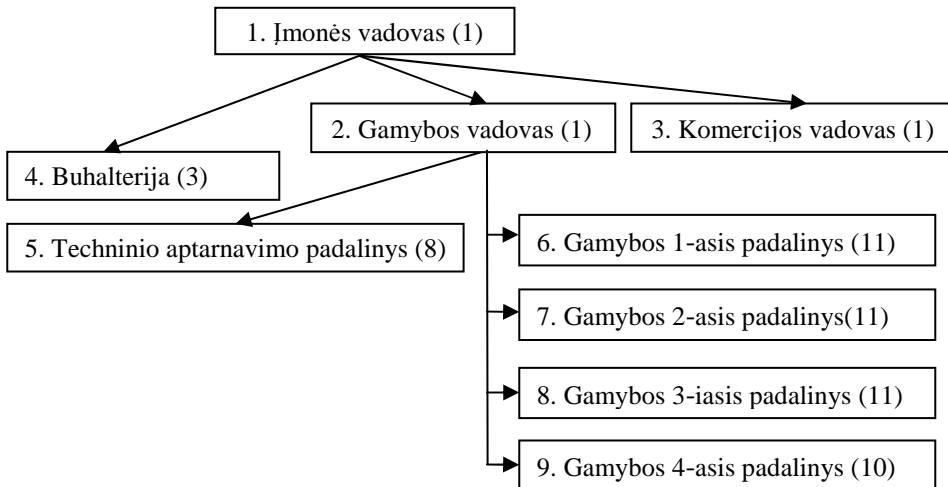 1. Įmonės vadovas (1)
2. Gamybos vadovas (1)
3. Komercijos vadovas (1)
4. Buhalterija (3)
5. Techninio aptarnavimo padalinys (8)
6. Gamybos 1-asis padalinys (11)
7. Gamybos 2-asis padalinys(11)
8. Gamybos 3-iasis padalinys (11)
9. Gamybos 4-asis padalinys (10)